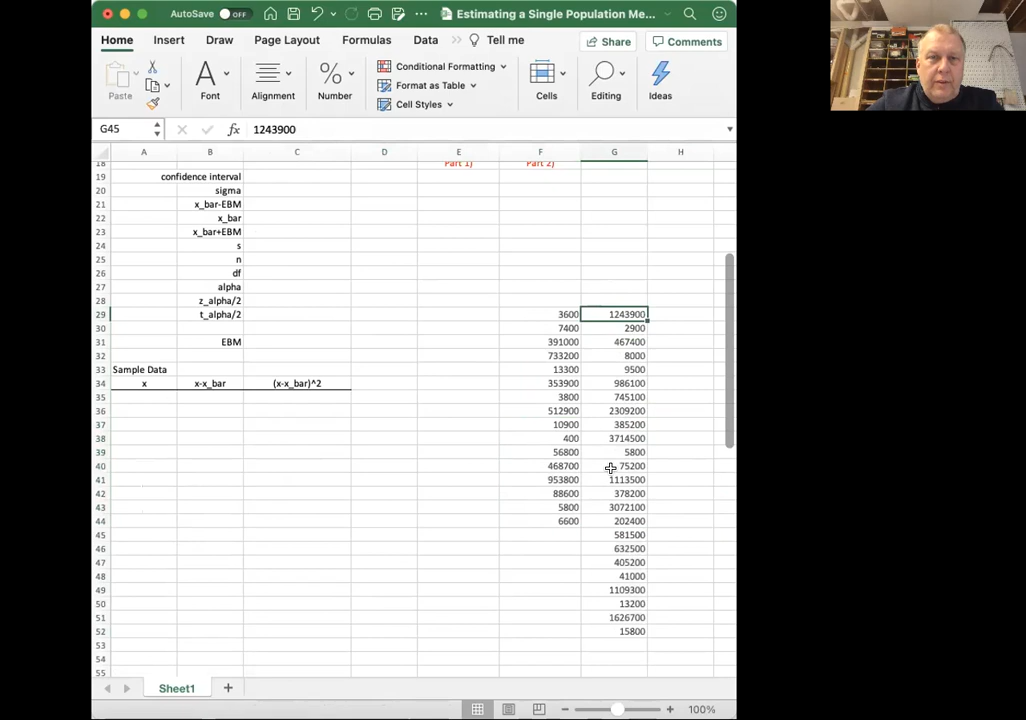 AutoSave OFF Estimating a Single Population Me...
Home Insert Draw Page Layout Formulas Data Tell me Share Comments
Paste Font Alignment Number Conditional Formatting Format as Table Cell Styles Cells Editing Ideas
G45 fx 1243900
A B C D E F G H
18 Part 1) Part 2)
19 confidence interval
20 sigma
21 x_bar-EBM
22 x_bar
23 x_bar+EBM
24 s
25 n
26 df
27 alpha
28 z_alpha/2
29 t_alpha/2 3600 1243900
30 7400 2900
31 EBM 391000 467400
32 733200 8000
33 Sample Data 13300 9500
34 x x-x_bar (x-x_bar)^2 353900 986100
35 3800 745100
36 512900 2309200
37 10900 385200
38 400 3714500
39 56800 5800
40 468700 75200
41 953800 1113500
42 88600 378200
43 5800 3072100
44 6600 202400
45 581500
46 632500
47 405200
48 41000
49 1109300
50 13200
51 1626700
52 15800
53
54
55
Sheet1
100%